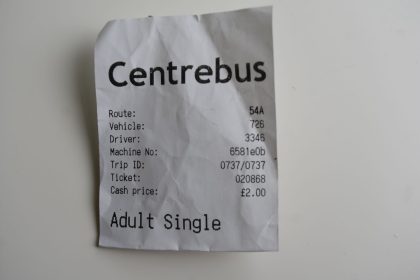 Centrebus
Route: 54A
Vehicle: 726
Driver: 3346
Machine No: 6581e0b
Trip ID: 0737/0737
Ticket: 020868
Cash price: £2.00
Adult Single